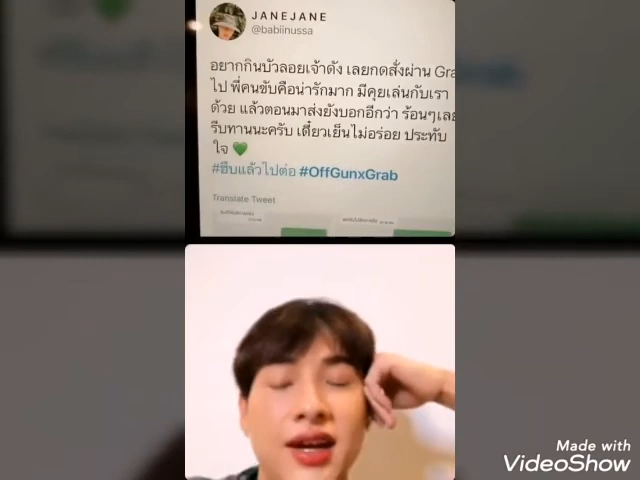 JANEJANE
@babiinussa
อยากกินบัวลอยเจ้าดัง เลยกดสั่งผ่าน Gra
ไป พี่คนขับคือน่ารักมาก มีคุยเล่นกับเรา
ด้วย แล้วตอนมาส่งยังบอกอีกว่า ร้อนๆเลย
รีบทานนะครับ เดี๋ยวเย็นไม่อร่อย ประทับ
ใจ 💚
#ฮึบแล้วไปต่อ #OffGunxGrab
Translate Tweet
Made with
VideoShow